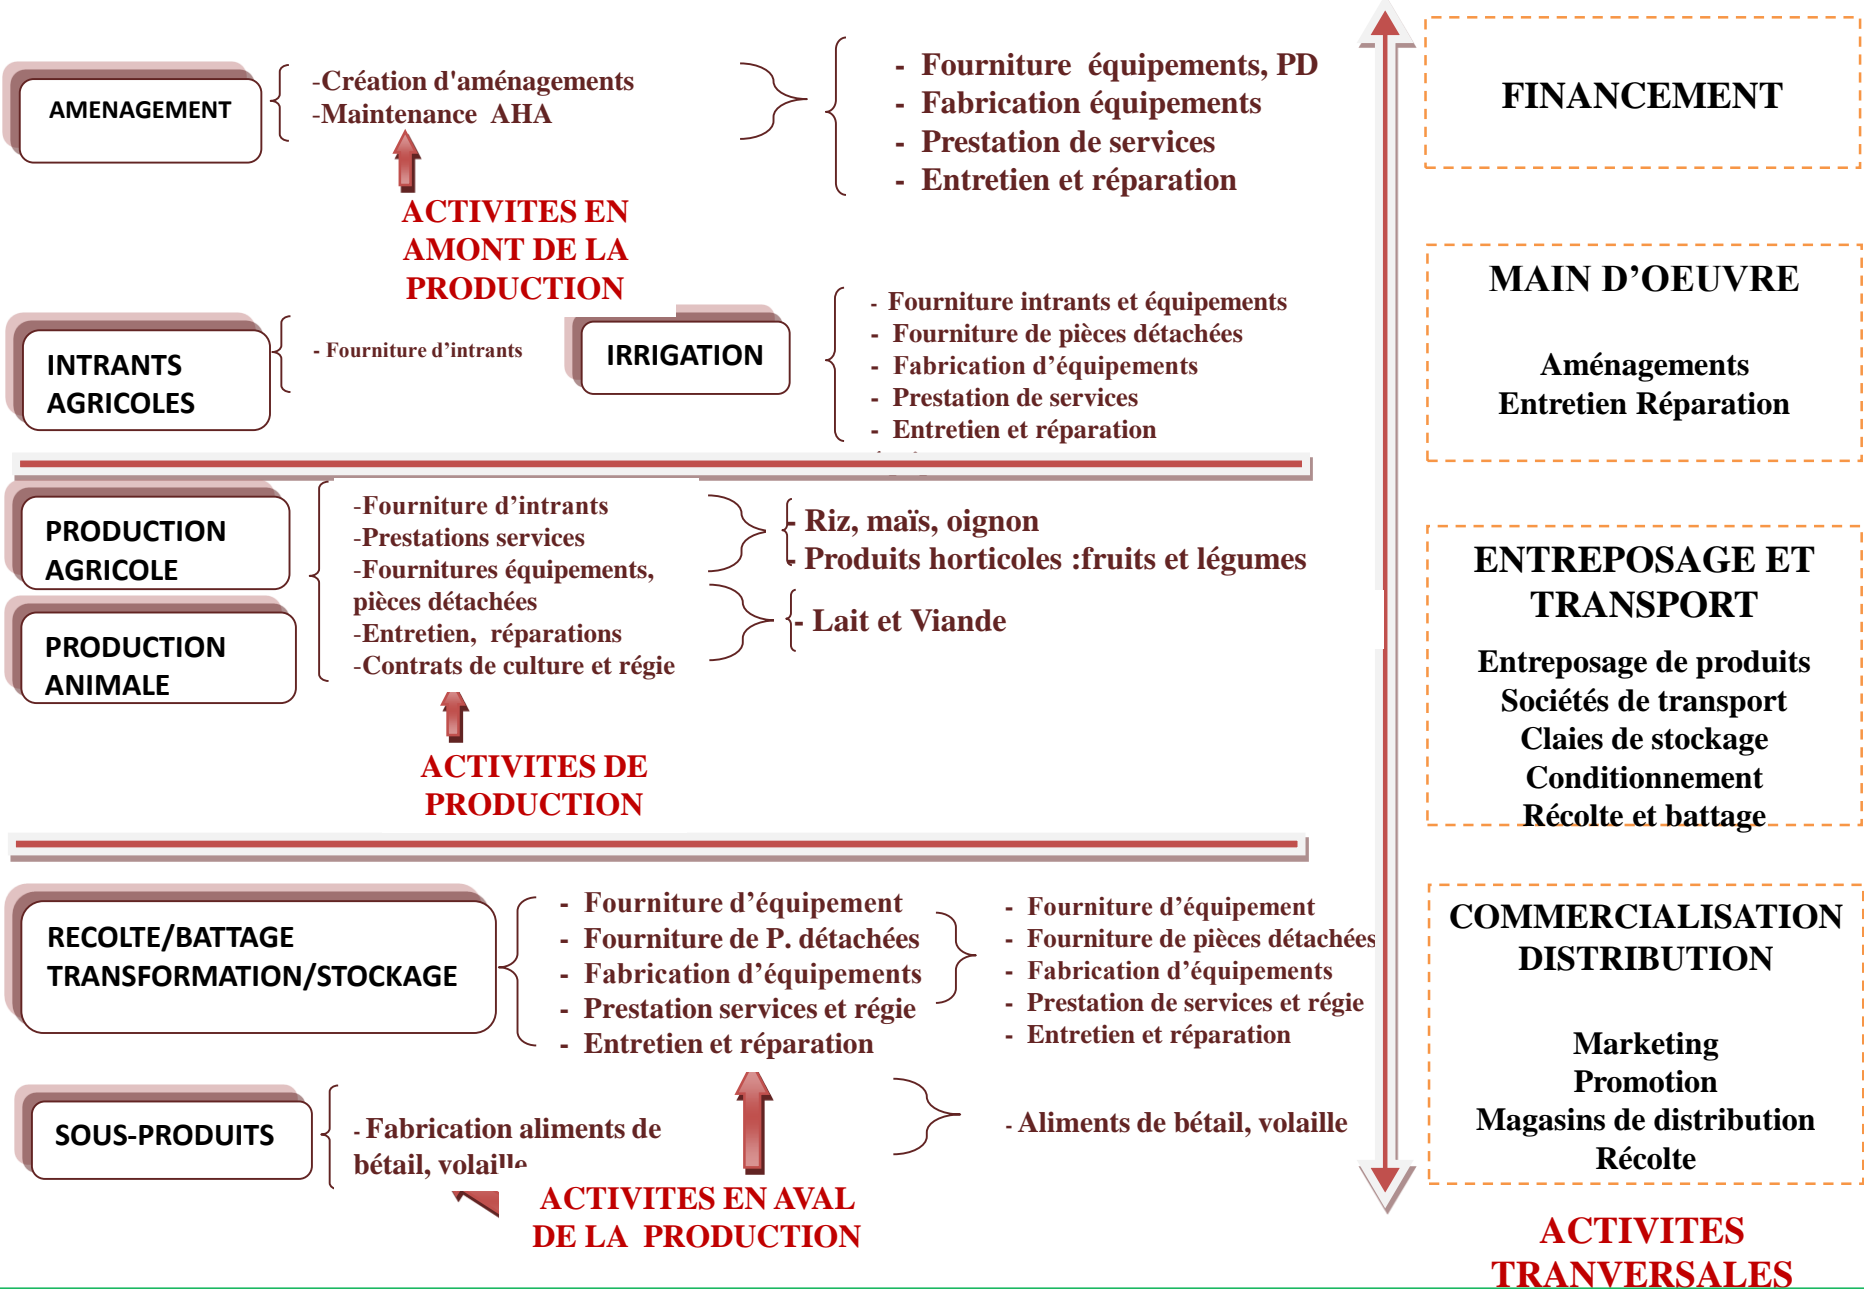 AMENAGEMENT
-Création d'aménagements
-Maintenance AHA
- Fourniture équipements, PD
- Fabrication équipements
- Prestation de services
- Entretien et réparation
ACTIVITES EN
AMONT DE LA
PRODUCTION
INTRANTS
AGRICOLES
- Fourniture d’intrants
IRRIGATION
- Fourniture intrants et équipements
- Fourniture de pièces détachées
- Fabrication d’équipements
- Prestation de services
- Entretien et réparation
PRODUCTION
AGRICOLE
PRODUCTION
ANIMALE
-Fourniture d’intrants
-Prestations services
-Fournitures équipements,
pièces détachées
-Entretien, réparations
-Contrats de culture et régie
- Riz, maïs, oignon
- Produits horticoles :fruits et légumes
- Lait et Viande
ACTIVITES DE
PRODUCTION
RECOLTE/BATTAGE
TRANSFORMATION/STOCKAGE
- Fourniture d’équipement
- Fourniture de P. détachées
- Fabrication d’équipements
- Prestation services et régie
- Entretien et réparation
- Fourniture d’équipement
- Fourniture de pièces détachées
- Fabrication d’équipements
- Prestation de services et régie
- Entretien et réparation
SOUS-PRODUITS
- Fabrication aliments de
bétail, volaille
- Aliments de bétail, volaille
ACTIVITES EN AVAL
DE LA PRODUCTION
FINANCEMENT
MAIN D’OEUVRE
Aménagements
Entretien Réparation
ENTREPOSAGE ET
TRANSPORT
Entreposage de produits
Sociétés de transport
Claies de stockage
Conditionnement
Récolte et battage
COMMERCIALISATION
DISTRIBUTION
Marketing
Promotion
Magasins de distribution
Récolte
ACTIVITES
TRANVERSALES